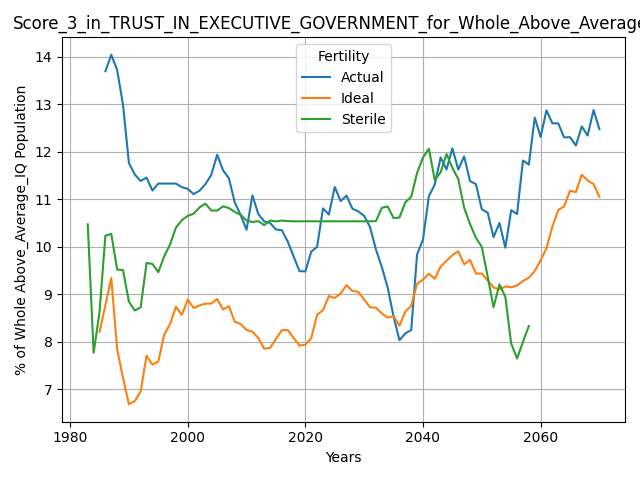 Score_3_in_TRUST_IN_EXECUTIVE_GOVERNMENT_for_Whole_Above_Average
Fertility
Actual
Ideal
Sterile
% of Whole Above_Average_IQ Population
14
13
12
11
10
9
8
7
1980
2000
2020
2040
2060
Years